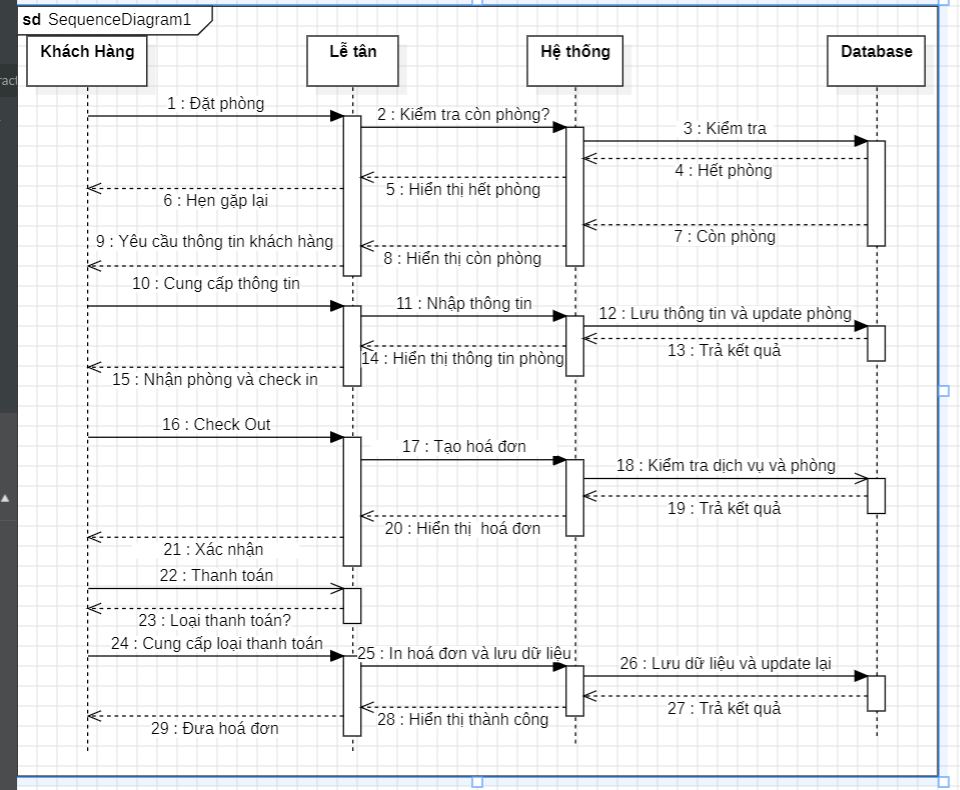 sd SequenceDiagram1
Khách Hàng
Lễ tân
Hệ thống
Database
ract
1 : Đặt phòng
2 : Kiểm tra còn phòng?
3 : Kiểm tra
4 : Hết phòng
5 : Hiển thị hết phòng
6 : Hẹn gặp lại
7 : Còn phòng
8 : Hiển thị còn phòng
9 : Yêu cầu thông tin khách hàng
10 : Cung cấp thông tin
11 : Nhập thông tin
12 : Lưu thông tin và update phòng
13 : Trả kết quả
14 : Hiển thị thông tin phòng
15 : Nhận phòng và check in
16 : Check Out
17 : Tạo hoá đơn
18 : Kiểm tra dịch vụ và phòng
19 : Trả kết quả
20 : Hiển thị  hoá đơn
21 : Xác nhận
22 : Thanh toán
23 : Loại thanh toán?
24 : Cung cấp loại thanh toán
25 : In hoá đơn và lưu dữ liệu
26 : Lưu dữ liệu và update lại
27 : Trả kết quả
28 : Hiển thị thành công
29 : Đưa hoá đơn